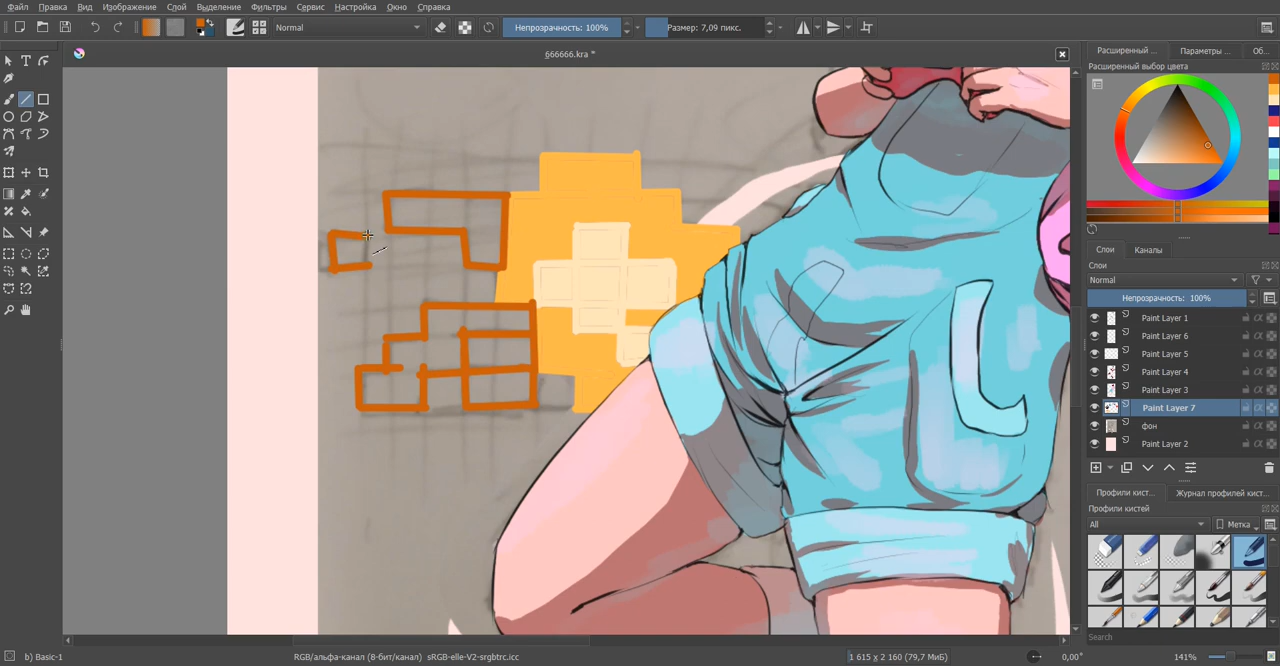 Файл Правка Вид Изображение Слой Выделение Фильтры Сервис Настройка Окно Справка
Normal Непрозрачность: 100% Размер: 7,09 пикс.
666666.kra *
Расширенный ... Параметры ... Об...
Расширенный выбор цвета
Слои Каналы
Слои
Normal
Непрозрачность: 100%
Paint Layer 1
Paint Layer 6
Paint Layer 5
Paint Layer 4
Paint Layer 3
Paint Layer 7
фон
Paint Layer 2
Профили кист... Журнал профилей кист...
Профили кистей
All Метка
Search
b) Basic-1 RGB/альфа-канал (8-бит/канал) sRGB-elle-V2-srgbtrc.icc 1 615 x 2 160 (79,7 МиБ) 0,00° 141%